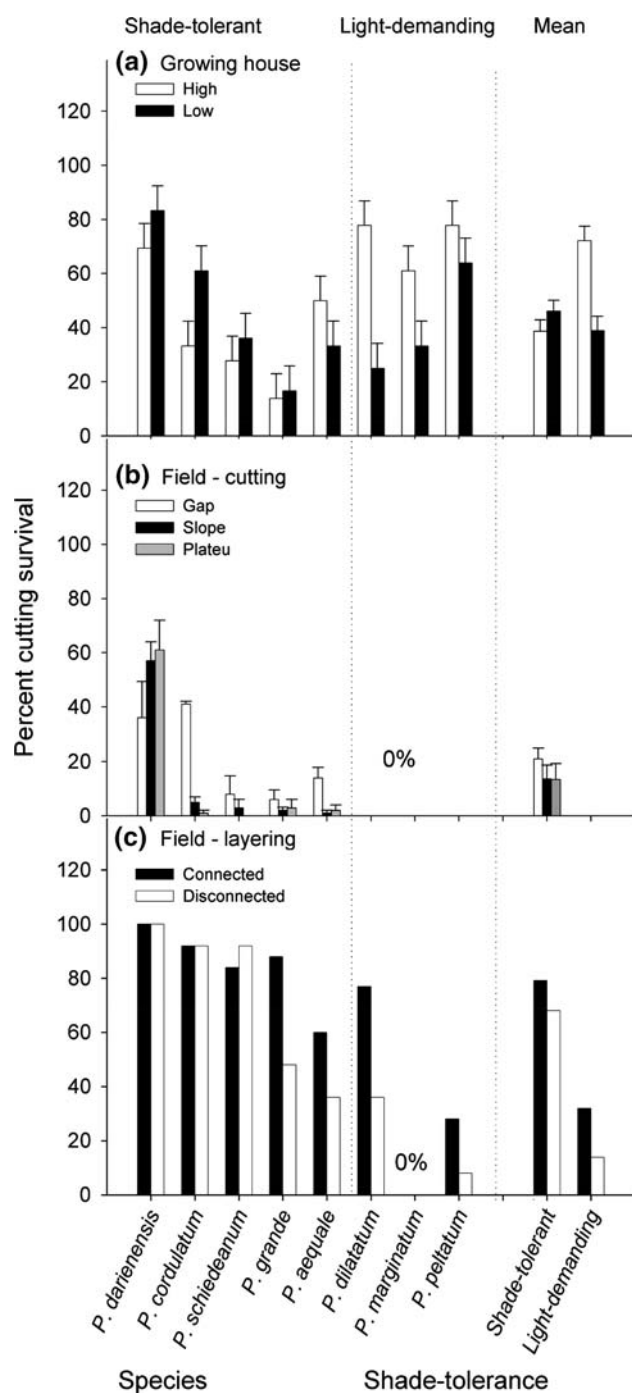 Shade-tolerant Light-demanding Mean
(a) Growing house
High
Low
120
100
80
60
40
20
0
(b) Field - cutting
Gap
Slope
Plateu
120
100
80
60
40
20
0
0%
(c) Field - layering
Connected
Disconnected
120
100
80
60
40
20
0
0%
Percent cutting survival
P. darienensis
P. cordulatum
P. schiedeanum
P. grande
P. aequale
P. dilatatum
P. marginatum
P. peltatum
Shade-tolerant
Light-demanding
Species Shade-tolerance